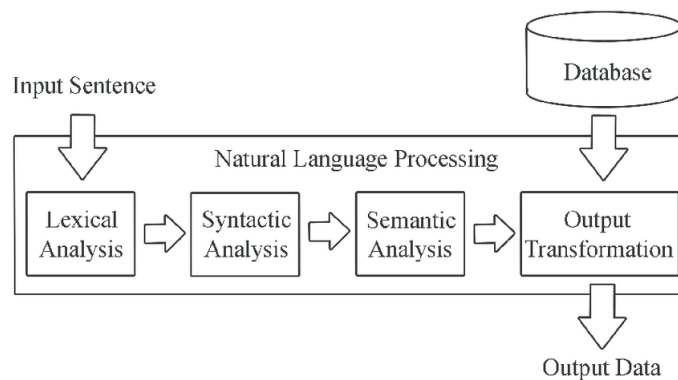 Database
Input Sentence
Natural Language Processing
Lexical
Analysis
Syntactic
Analysis
Semantic
Analysis
Output
Transformation
Output Data